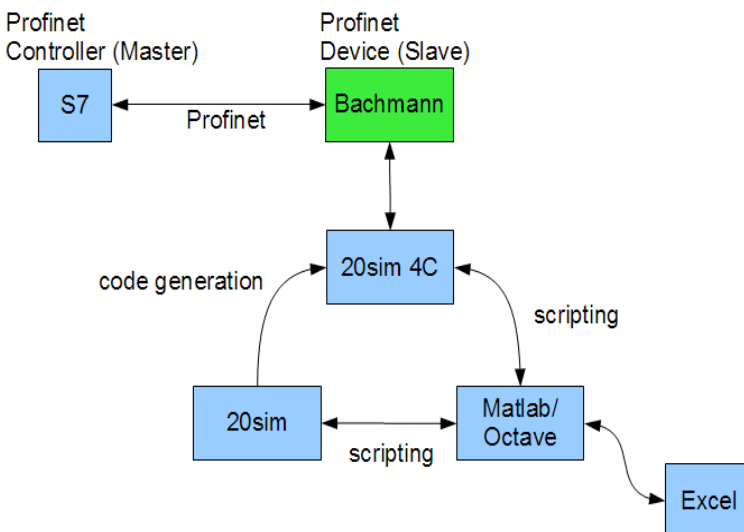 Profinet
Controller (Master)
Profinet
Device (Slave)
S7
Bachmann
Profinet
20sim 4C
code generation
scripting
20sim
Matlab/
Octave
scripting
Excel